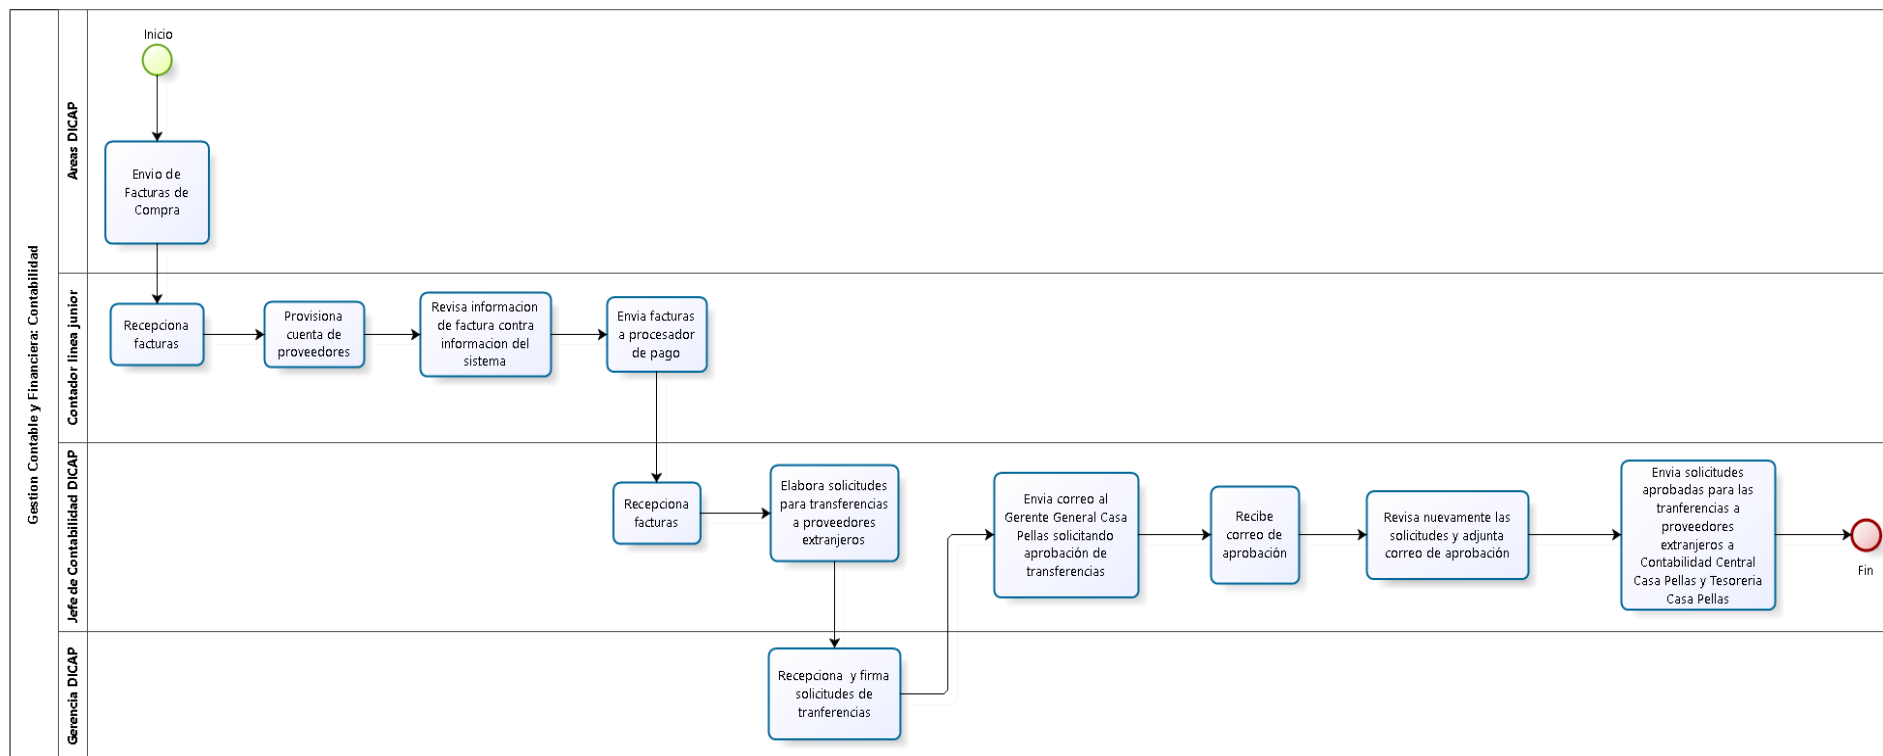 Gestion Contable y Financiera: Contabilidad
Areas DICAP
Inicio
Envio de
Facturas de
Compra
Contador linea junior
Recepciona
facturas
Provisiona
cuenta de
proveedores
Revisa informacion
de factura contra
informacion del
sistema
Envia facturas
a procesador
de pago
Jefe de Contabilidad DICAP
Recepciona
facturas
Elabora solicitudes
para transferencias
a proveedores
extranjeros
Envia correo al
Gerente General Casa
Pellas solicitando
aprobación de
transferencias
Recibe
correo de
aprobación
Revisa nuevamente las
solicitudes y adjunta
correo de aprobación
Envia solicitudes
aprobadas para las
tranferencias a
proveedores
extranjeros a
Contabilidad Central
Casa Pellas y Tesoreria
Casa Pellas
Fin
Gerencia DICAP
Recepciona y firma
solicitudes de
tranferencias